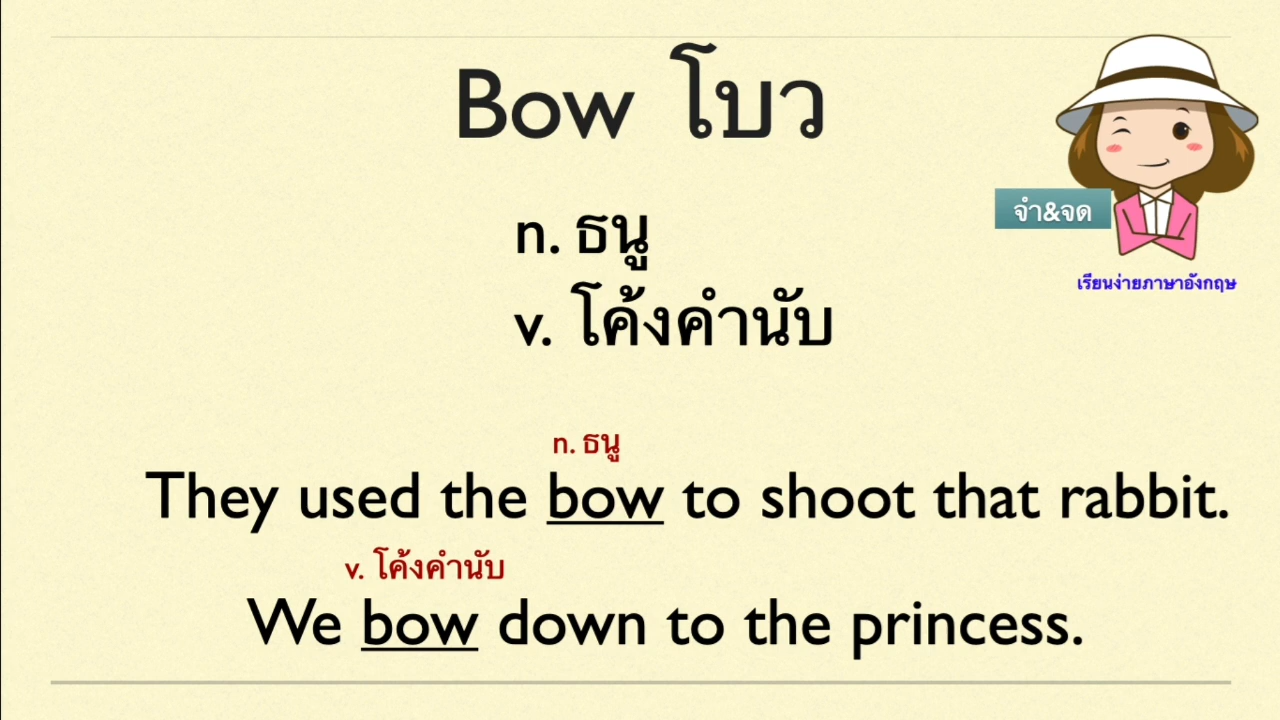 Bow โบว
จำ&จด
n. ธนู
เรียนง่ายภาษาอังกฤษ
v. โค้งคำนับ
n. ธนู
They used the bow to shoot that rabbit.
v. โค้งคำนับ
We bow down to the princess.